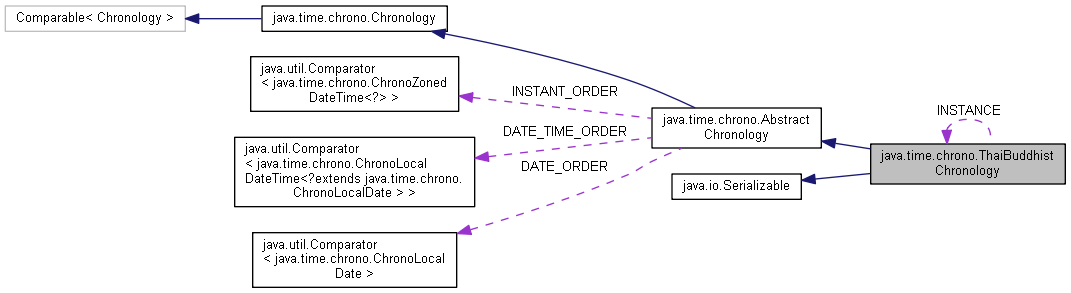 Comparable< Chronology >
java.time.chrono.Chronology
java.util.Comparator
< java.time.chrono.ChronoZoned
DateTime<?> >
INSTANT_ORDER
java.time.chrono.Abstract
Chronology
INSTANCE
java.util.Comparator
< java.time.chrono.ChronoLocal
DateTime<?extends java.time.chrono.
ChronoLocalDate > >
DATE_TIME_ORDER
DATE_ORDER
java.time.chrono.ThaiBuddhist
Chronology
java.io.Serializable
java.util.Comparator
< java.time.chrono.ChronoLocal
Date >